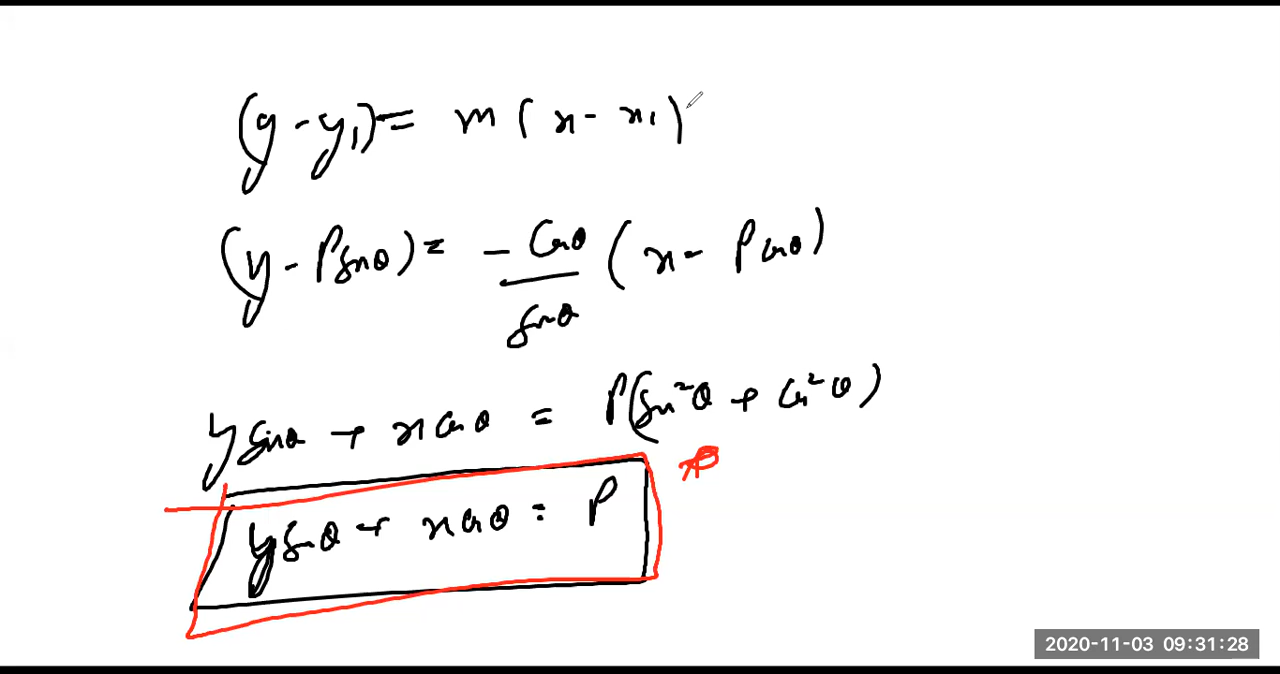 (y - y₁) = m(x - x₁)
(y - P sinθ) = - cosθ / sinθ (x - P cosθ)
y sinθ + x cosθ = P(sin²θ + cos²θ)
y sinθ + x cosθ = P
2020-11-03 09:31:28